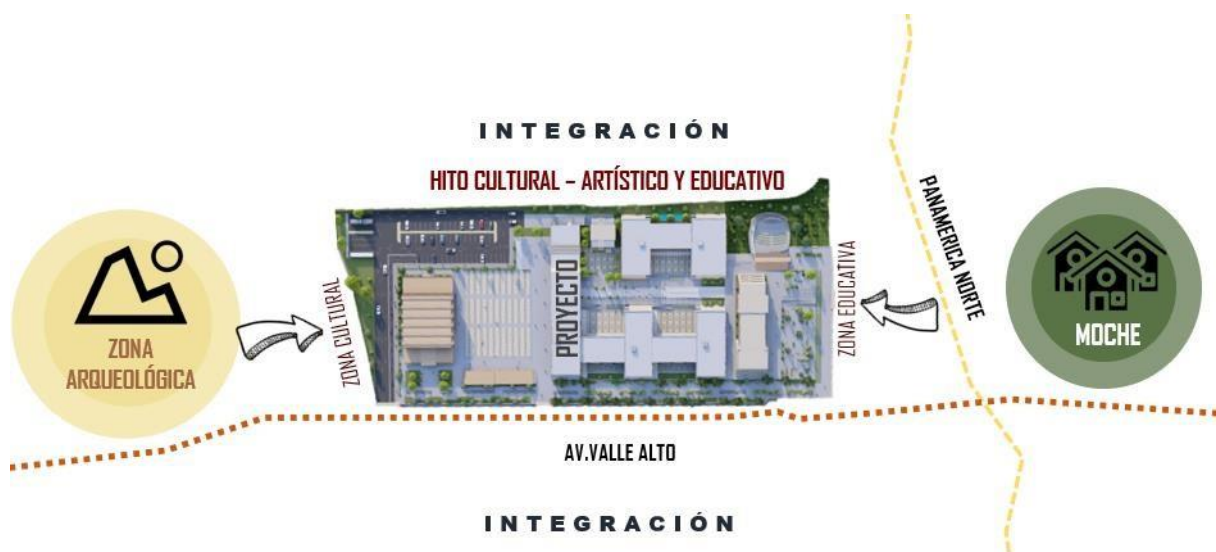 INTEGRACIÓN
HITO CULTURAL – ARTÍSTICO Y EDUCATIVO
ZONA
ARQUEOLÓGICA
ZONA CULTURAL
PROYECTO
ZONA EDUCATIVA
PANAMERICA NORTE
MOCHE
AV.VALLE ALTO
INTEGRACIÓN